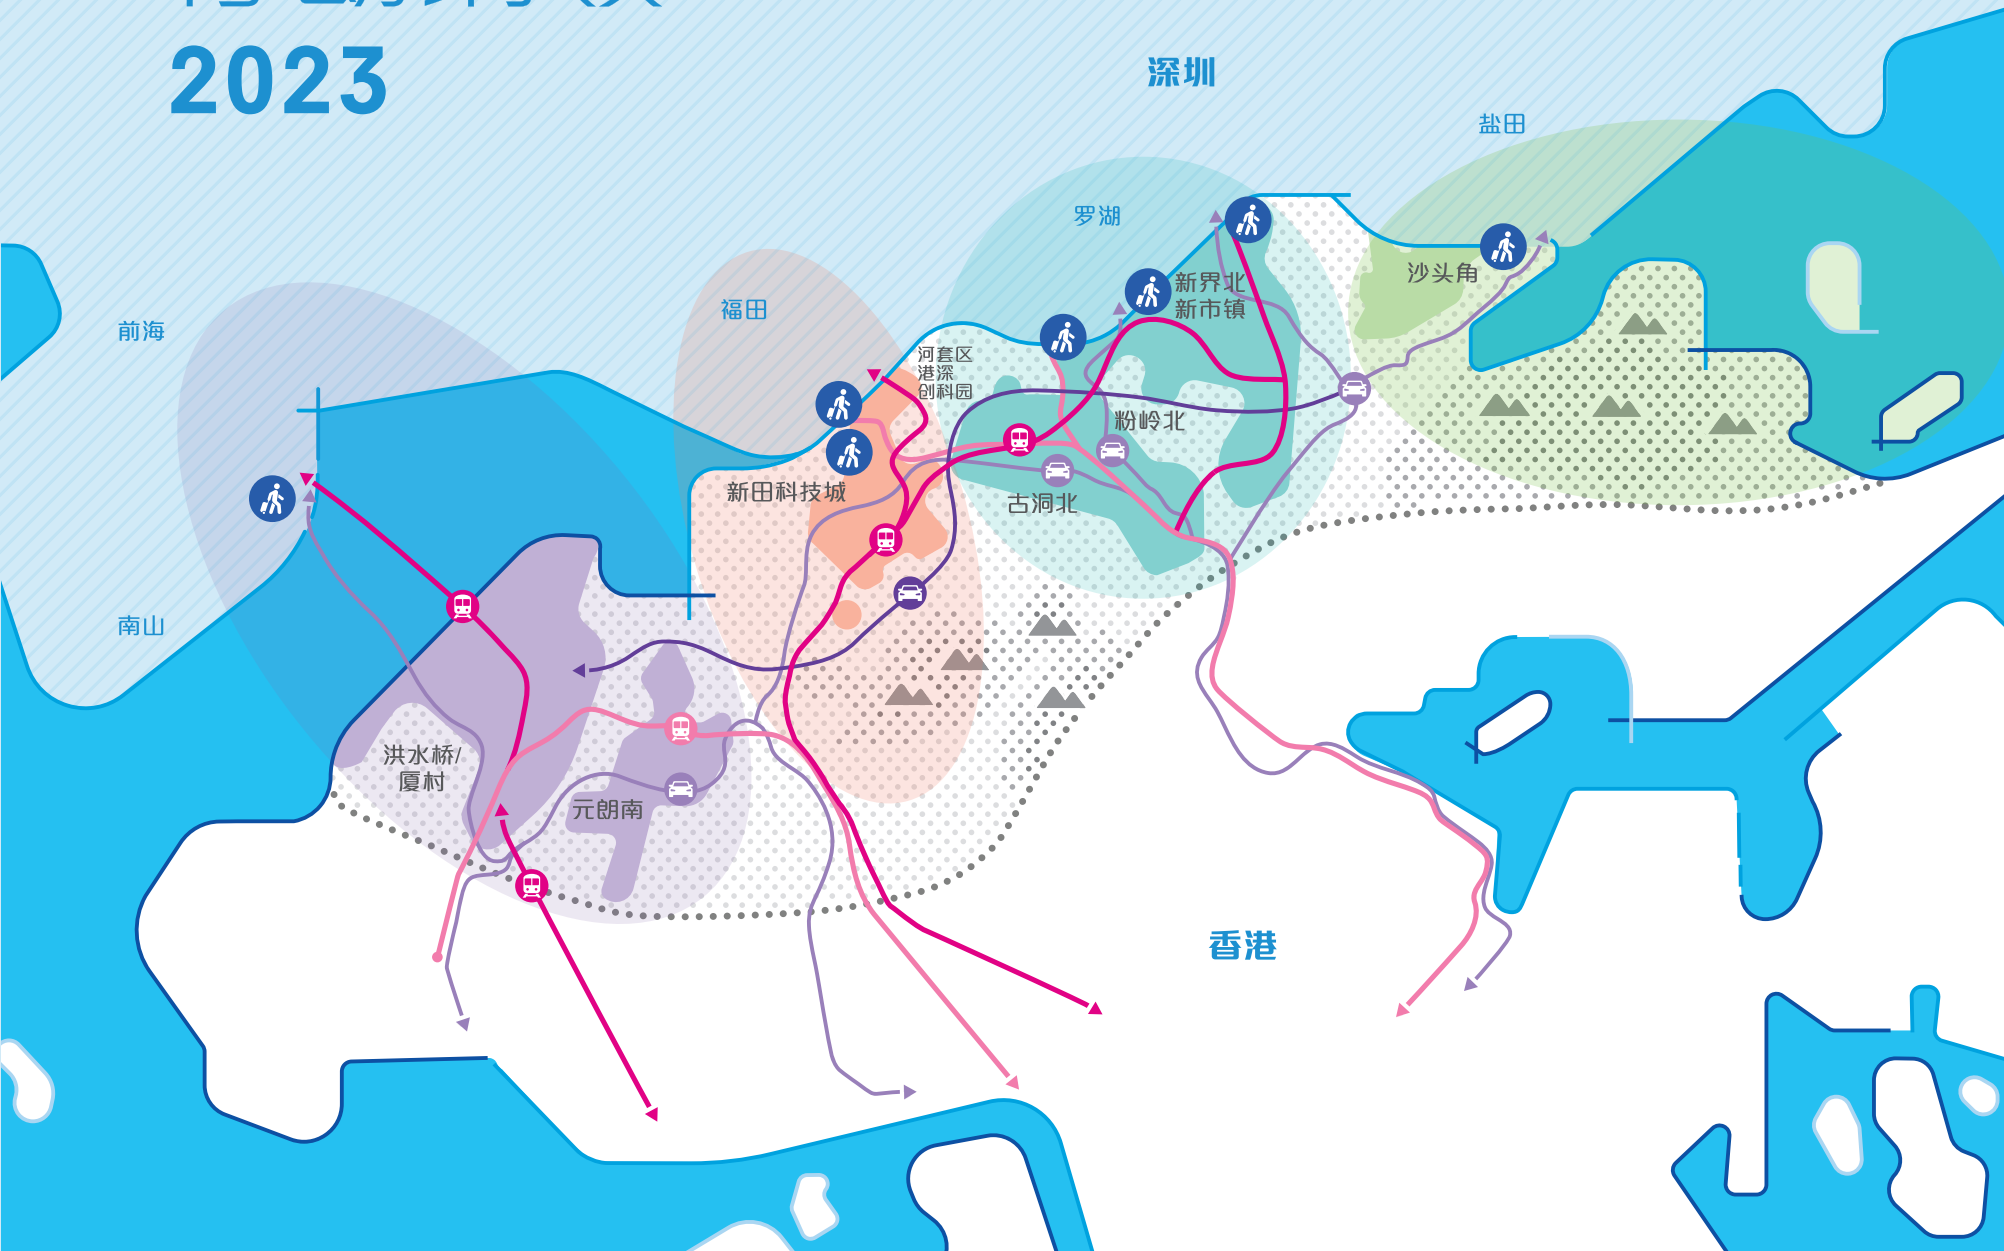 2023
深圳
盐田
罗湖
新界北
新市镇
沙头角
福田
前海
河套区
港深
创科园
粉岭北
新田科技城
古洞北
南山
洪水桥/
厦村
元朗南
香港